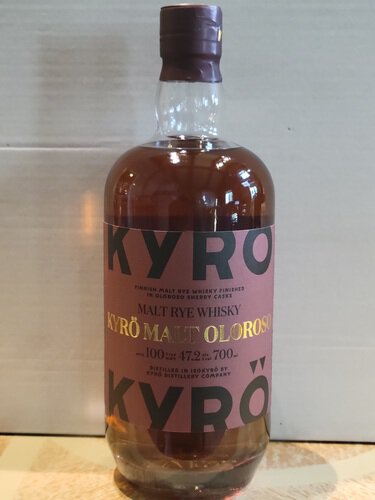 KYRÖ
FINNISH MALT RYE WHISKY FINISHED
IN OLOROSO SHERRY CASKS
MALT RYE WHISKY
KYRÖ MALT OLOROSO
100 47.2 700
DISTILLED IN ISOKYRÖ BY
KYRÖ DISTILLERY COMPANY
KYRÖ